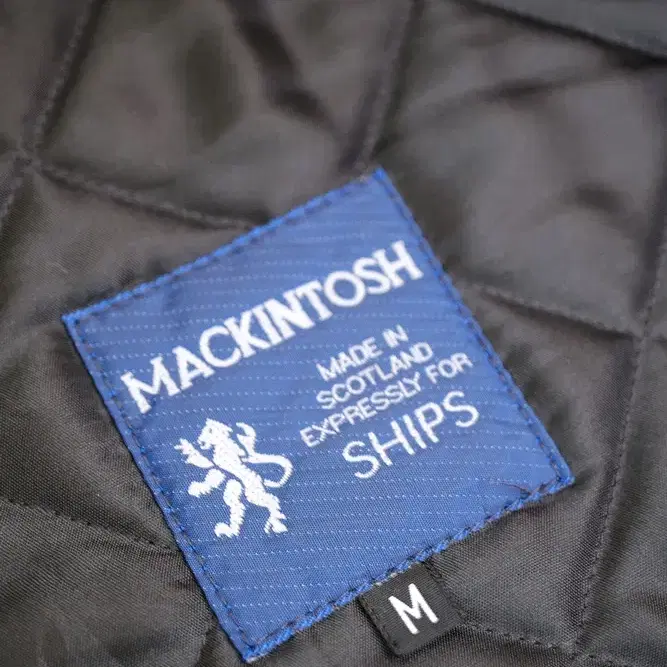 MACKINTOSH
MADE IN
SCOTLAND
EXPRESSLY FOR
SHIPS
M